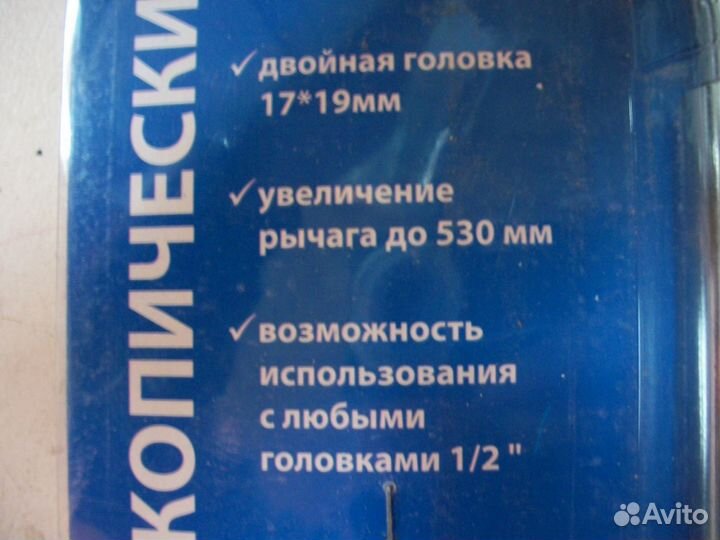 КОПИЧЕСКИ
✓двойная головка
17*19мм
✓увеличение
рычага до 530 мм
✓возможность
использования
с любыми
головками 1/2 "
Avito